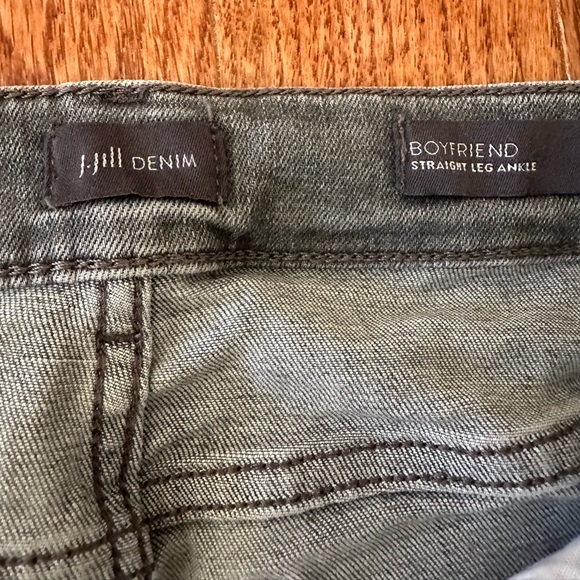 J.Jill DENIM
BOYFRIEND
STRAIGHT LEG ANKLE